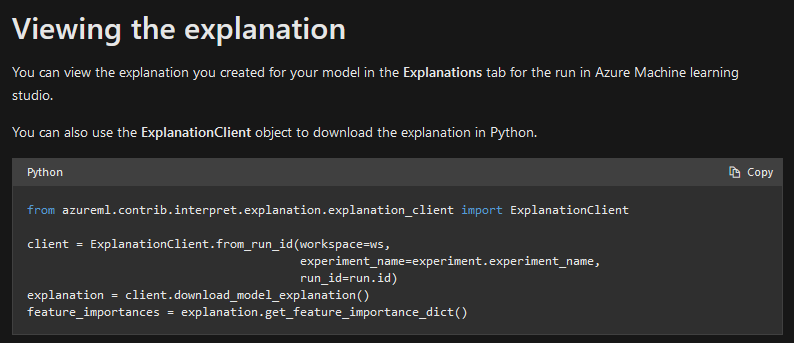 Viewing the explanation
You can view the explanation you created for your model in the Explanations tab for the run in Azure Machine learning
studio.
You can also use the ExplanationClient object to download the explanation in Python.
Python
Copy
from azureml.contrib.interpret.explanation.explanation_client import ExplanationClient
client = ExplanationClient.from_run_id(workspace=ws,
experiment_name=experiment.experiment_name,
run_id=run.id)
explanation = client.download_model_explanation()
feature_importances = explanation.get_feature_importance_dict()